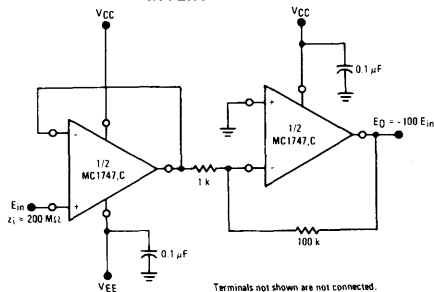 VCC
VCC
0.1 µF
+
-
1/2
MC1747,C
EO = -100 Ein
-
1/2
MC1747,C
1 k
-
Ein
zi = 200 MΩ
+
100 k
0.1 µF
VEE
Terminals not shown are not connected.